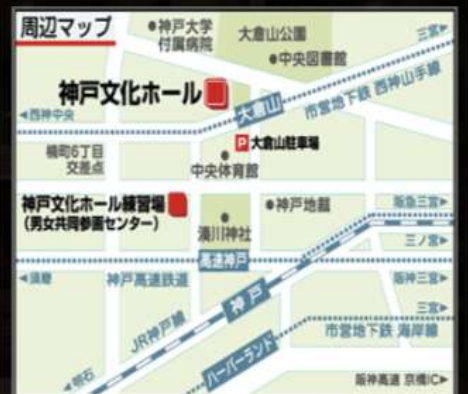 周辺マップ
●神戸大学
付属病院
大倉山公園
●中央図書館
三宮▶
神戸文化ホール
◀西神中央
大倉山
市営地下鉄 西神山手線
P 大倉山駐車場
楠町6丁目
交差点
中央体育館
神戸文化ホール練習場
(男女共同参画センター)
●神戸地裁
阪急三宮▶
湊川神社
三ノ宮▶
高速神戸
◀須磨
神戸高速鉄道
阪神三宮▶
神戸
三宮▶
JR神戸線
市営地下鉄 海岸線
ハーバーランド
◀明石
阪神高速 京橋IC▶